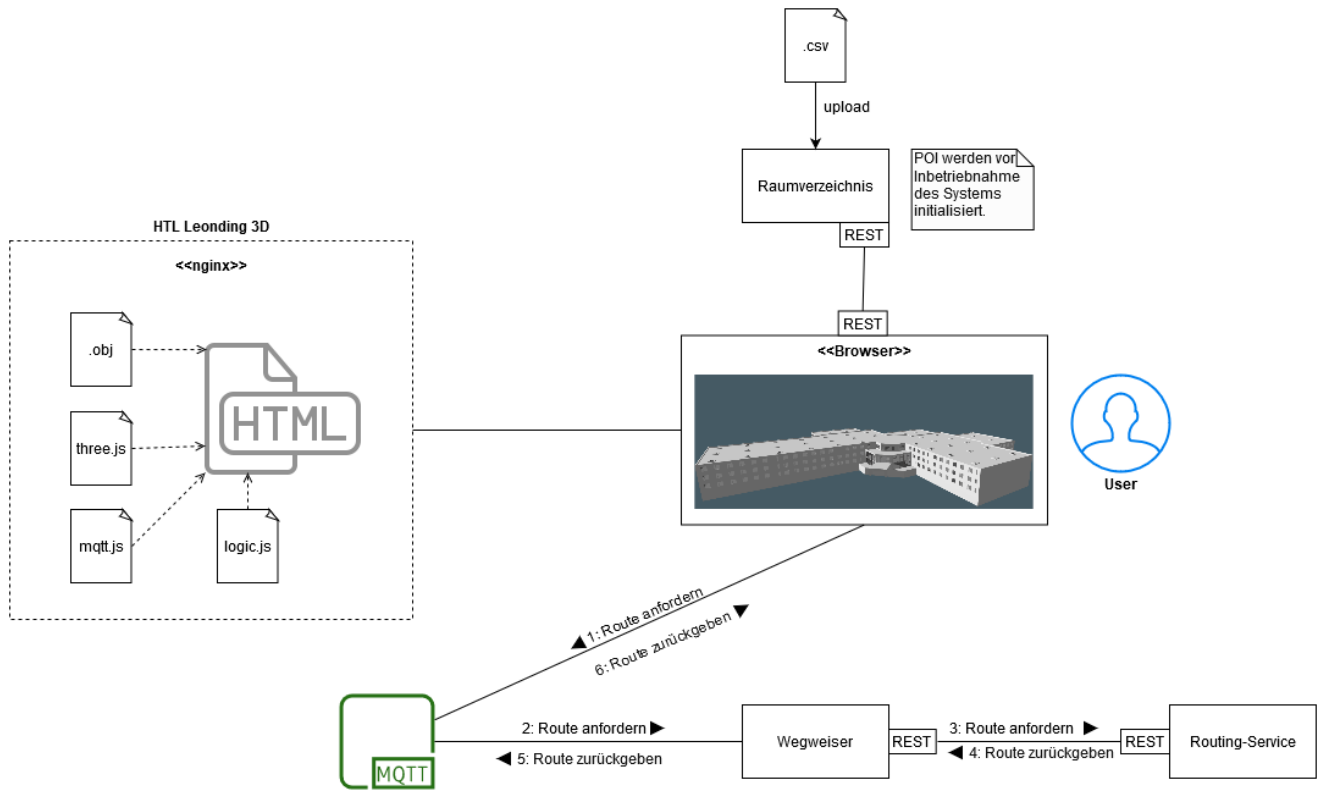 .csv
upload
Raumverzeichnis
POI werden vor
Inbetriebnahme
des Systems
initialisiert.
REST
HTL Leonding 3D
<<nginx>>
.obj
three.js
mqtt.js
logic.js
HTML
REST
<<Browser>>
User
1: Route anfordern
6: Route zurückgeben
MQTT
2: Route anfordern
5: Route zurückgeben
Wegweiser
REST
3: Route anfordern
4: Route zurückgeben
REST
Routing-Service